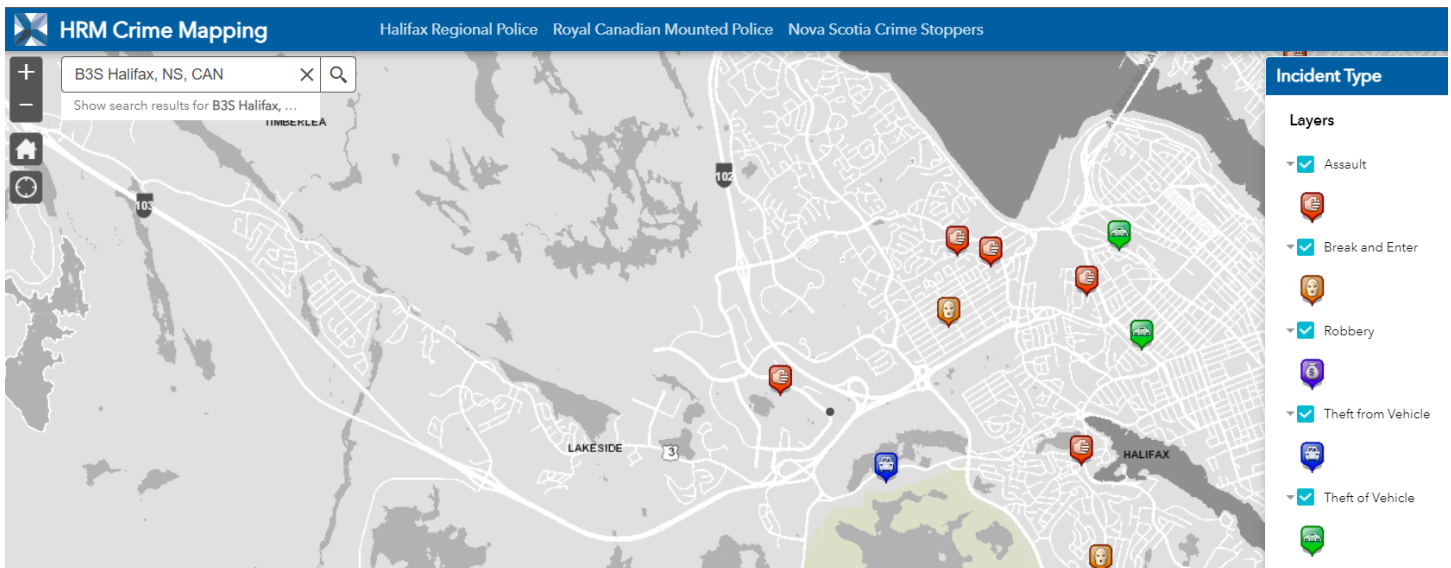 HRM Crime Mapping
Halifax Regional Police Royal Canadian Mounted Police Nova Scotia Crime Stoppers
+
B3S Halifax, NS, CAN
−
Show search results for B3S Halifax, ...
TIMBERLEA
103
102
LAKESIDE
3
HALIFAX
Incident Type
Layers
Assault
Break and Enter
Robbery
$
Theft from Vehicle
Theft of Vehicle